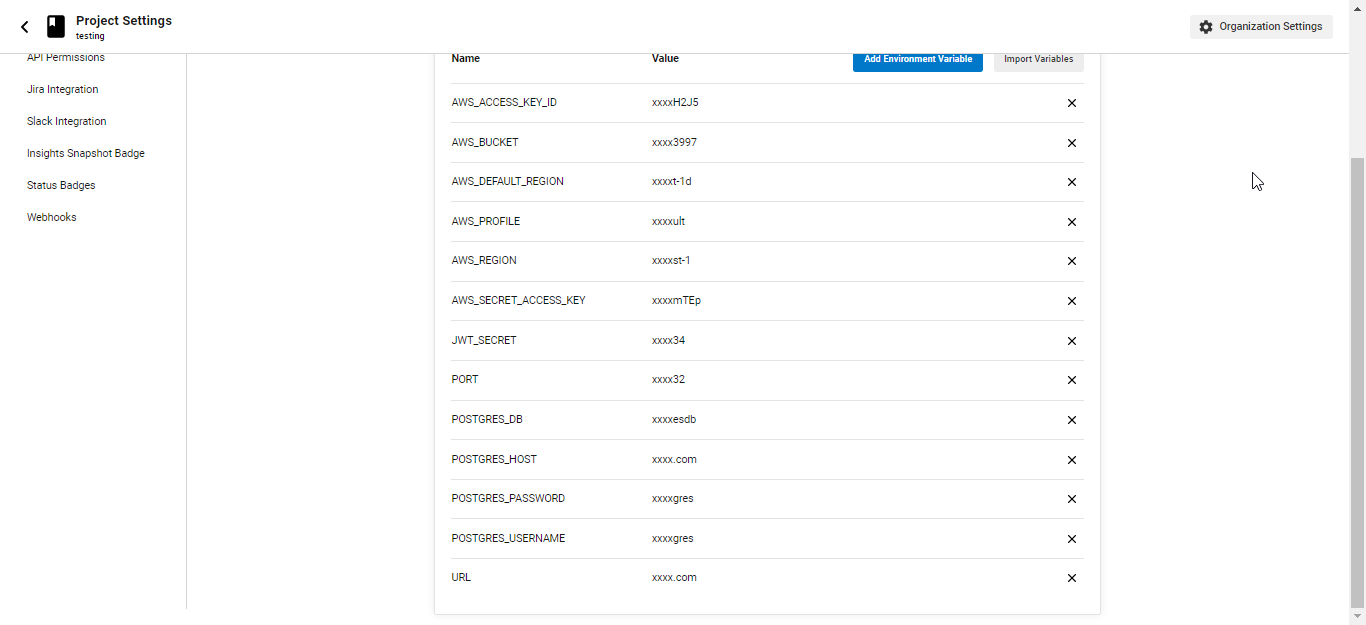 Project Settings
testing
Organization Settings
API Permissions
Jira Integration
Slack Integration
Insights Snapshot Badge
Status Badges
Webhooks
Name Value Add Environment Variable Import Variables
AWS_ACCESS_KEY_ID xxxxH2J5
AWS_BUCKET xxxx3997
AWS_DEFAULT_REGION xxxxt-1d
AWS_PROFILE xxxxult
AWS_REGION xxxxst-1
AWS_SECRET_ACCESS_KEY xxxxmTEp
JWT_SECRET xxxx34
PORT xxxx32
POSTGRES_DB xxxxesdb
POSTGRES_HOST xxxx.com
POSTGRES_PASSWORD xxxxgres
POSTGRES_USERNAME xxxxgres
URL xxxx.com